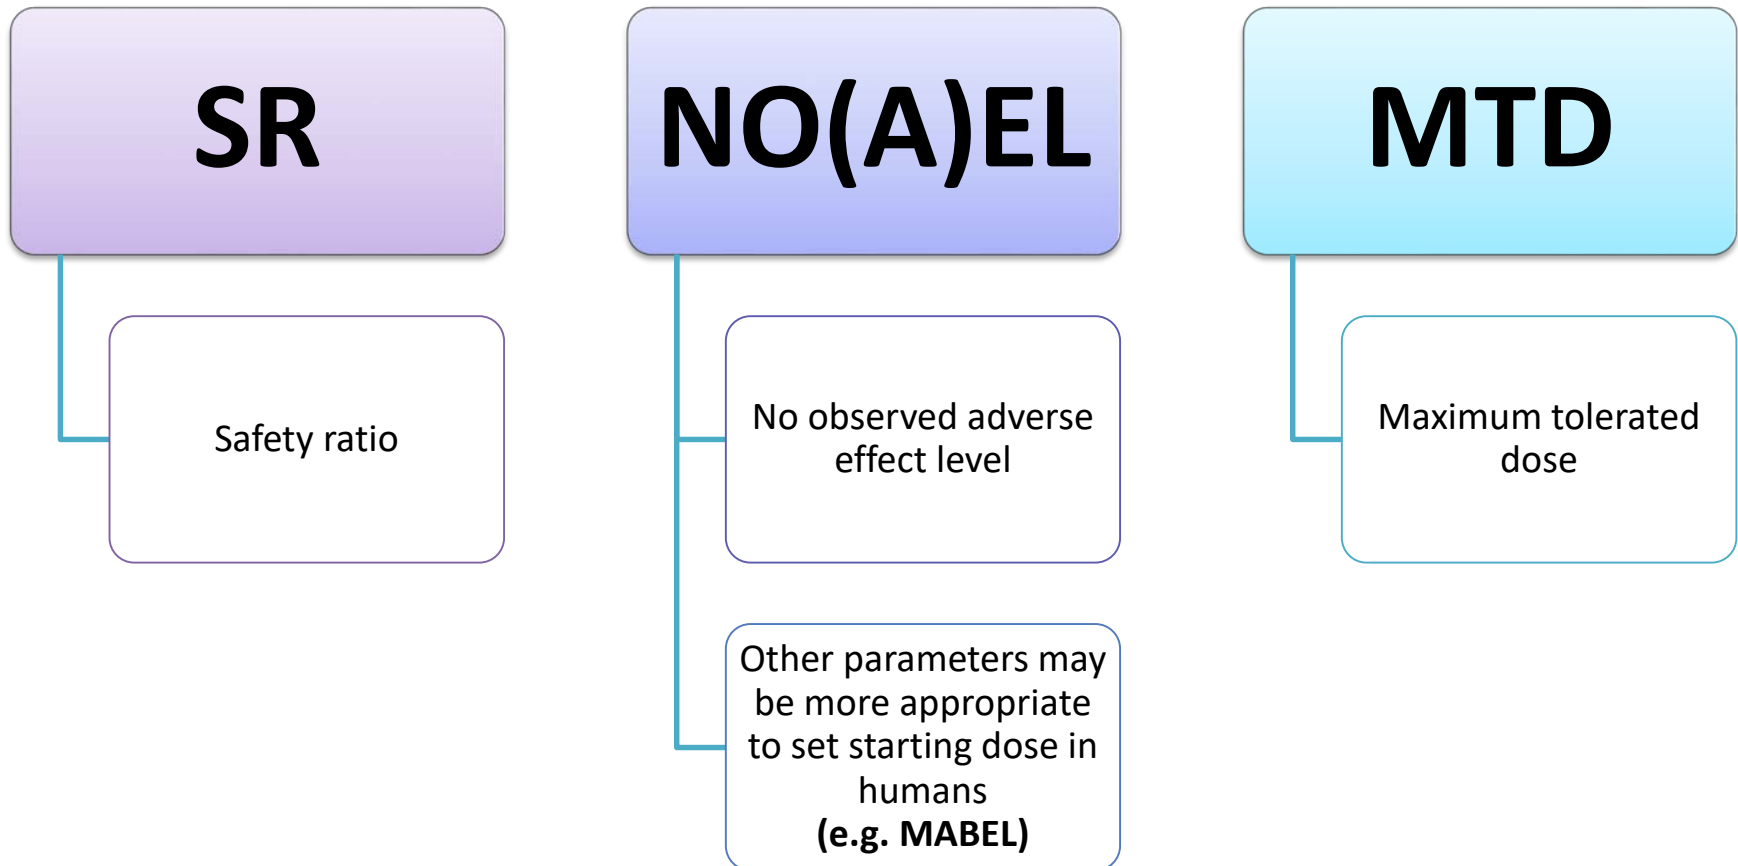 SR
Safety ratio
NO(A)EL
No observed adverse
effect level
Other parameters may
be more appropriate
to set starting dose in
humans
(e.g. MABEL)
MTD
Maximum tolerated
dose